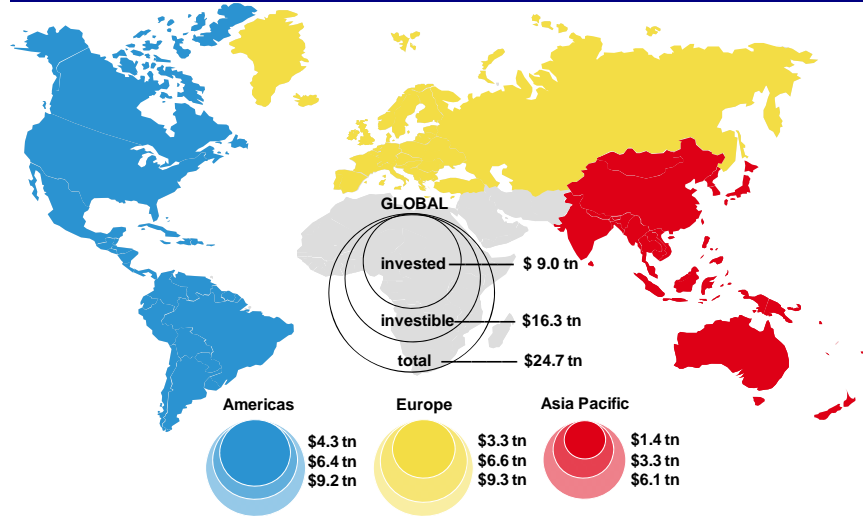 GLOBAL
invested $ 9.0 tn
investible $16.3 tn
total $24.7 tn
Americas
$4.3 tn
$6.4 tn
$9.2 tn
Europe
$3.3 tn
$6.6 tn
$9.3 tn
Asia Pacific
$1.4 tn
$3.3 tn
$6.1 tn